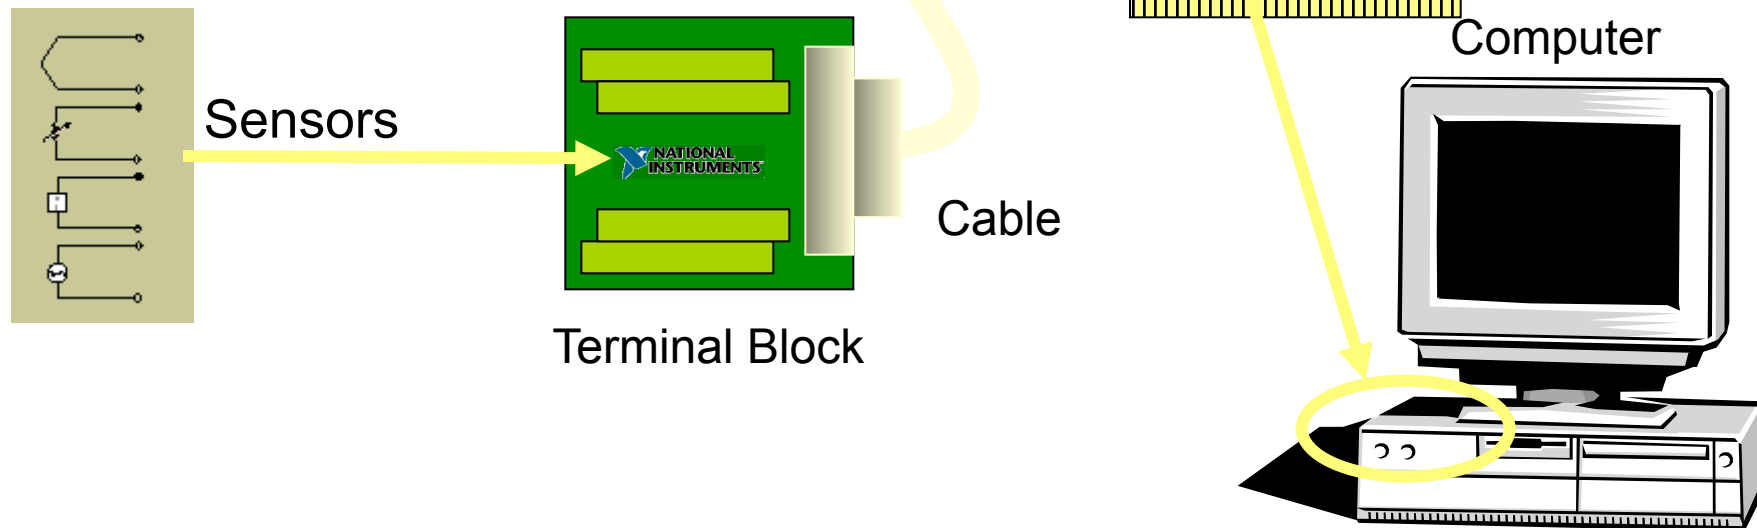 Computer
Sensors
NATIONAL
INSTRUMENTS
Cable
Terminal Block